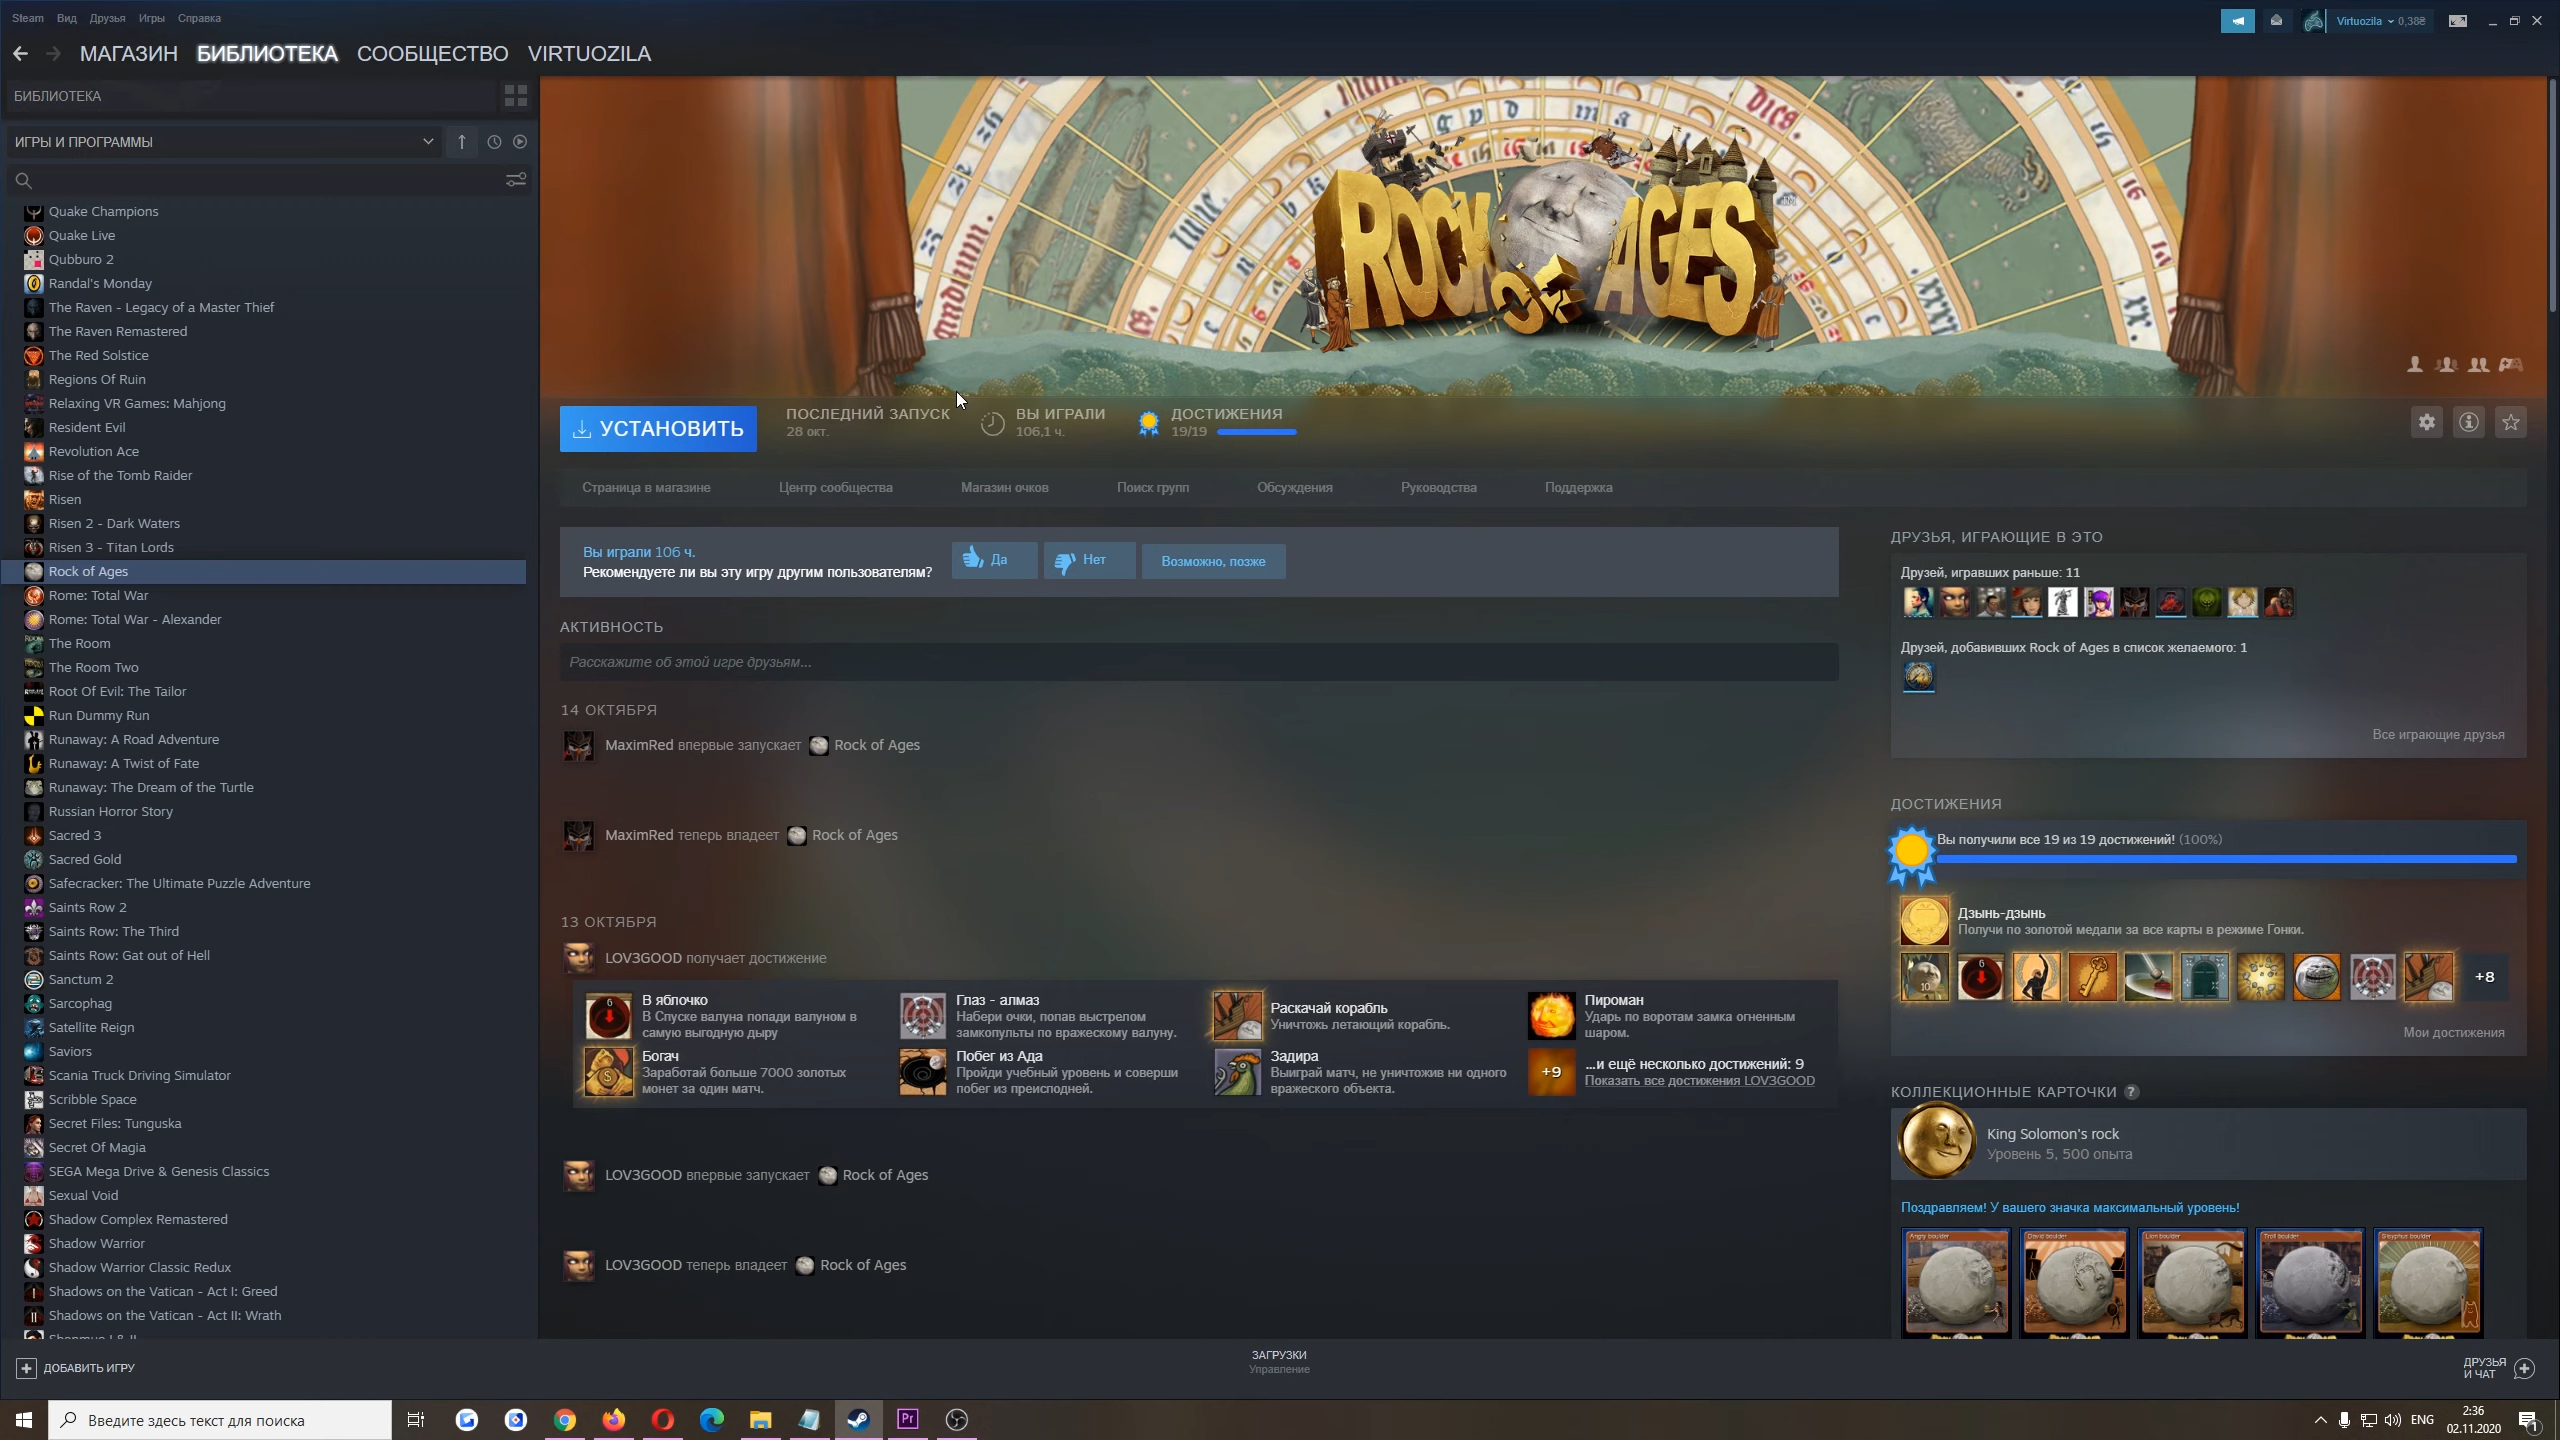 Steam Вид Друзья Игры Справка
Virtuozila 0,38₴
МАГАЗИН БИБЛИОТЕКА СООБЩЕСТВО VIRTUOZILA
БИБЛИОТЕКА
ИГРЫ И ПРОГРАММЫ
Quake Champions
Quake Live
Qubburo 2
Randal's Monday
The Raven - Legacy of a Master Thief
The Raven Remastered
The Red Solstice
Regions Of Ruin
Relaxing VR Games: Mahjong
Resident Evil
Revolution Ace
Rise of the Tomb Raider
Risen
Risen 2 - Dark Waters
Risen 3 - Titan Lords
Rock of Ages
Rome: Total War
Rome: Total War - Alexander
The Room
The Room Two
Root Of Evil: The Tailor
Run Dummy Run
Runaway: A Road Adventure
Runaway: A Twist of Fate
Runaway: The Dream of the Turtle
Russian Horror Story
Sacred 3
Sacred Gold
Safecracker: The Ultimate Puzzle Adventure
Saints Row 2
Saints Row: The Third
Saints Row: Gat out of Hell
Sanctum 2
Sarcophag
Satellite Reign
Saviors
Scania Truck Driving Simulator
Scribble Space
Secret Files: Tunguska
Secret Of Magia
SEGA Mega Drive & Genesis Classics
Sexual Void
Shadow Complex Remastered
Shadow Warrior
Shadow Warrior Classic Redux
Shadows on the Vatican - Act I: Greed
Shadows on the Vatican - Act II: Wrath
Shenmue I & II
ДОБАВИТЬ ИГРУ
ROCK OF AGES
УСТАНОВИТЬ
ПОСЛЕДНИЙ ЗАПУСК
28 окт.
ВЫ ИГРАЛИ
106,1 ч.
ДОСТИЖЕНИЯ
19/19
Страница в магазине Центр сообщества Магазин очков Поиск групп Обсуждения Руководства Поддержка
Вы играли 106 ч.
Рекомендуете ли вы эту игру другим пользователям?
Да Нет Возможно, позже
АКТИВНОСТЬ
Расскажите об этой игре друзьям...
14 ОКТЯБРЯ
MaximRed впервые запускает Rock of Ages
MaximRed теперь владеет Rock of Ages
13 ОКТЯБРЯ
LOV3GOOD получает достижение
В яблочко
В Спуске валуна попади валуном в
самую выгодную дыру
Глаз - алмаз
Набери очки, попав выстрелом
замкопульты по вражескому валуну.
Раскачай корабль
Уничтожь летающий корабль.
Пироман
Ударь по воротам замка огненным
шаром.
Богач
Заработай больше 7000 золотых
монет за один матч.
Побег из Ада
Пройди учебный уровень и соверши
побег из преисподней.
Задира
Выиграй матч, не уничтожив ни одного
вражеского объекта.
+9
...и ещё несколько достижений: 9
Показать все достижения LOV3GOOD
LOV3GOOD впервые запускает Rock of Ages
LOV3GOOD теперь владеет Rock of Ages
ДРУЗЬЯ, ИГРАЮЩИЕ В ЭТО
Друзей, игравших раньше: 11
Друзей, добавивших Rock of Ages в список желаемого: 1
Все играющие друзья
ДОСТИЖЕНИЯ
Вы получили все 19 из 19 достижений! (100%)
Дзынь-дзынь
Получи по золотой медали за все карты в режиме Гонки.
+8
Мои достижения
КОЛЛЕКЦИОННЫЕ КАРТОЧКИ ?
King Solomon's rock
Уровень 5, 500 опыта
Поздравляем! У вашего значка максимальный уровень!
Angry boulder David boulder Lion boulder Troll boulder Sisyphus boulder
ЗАГРУЗКИ
Управление
ДРУЗЬЯ
И ЧАТ
Введите здесь текст для поиска
Pr
ENG
2:36
02.11.2020
1